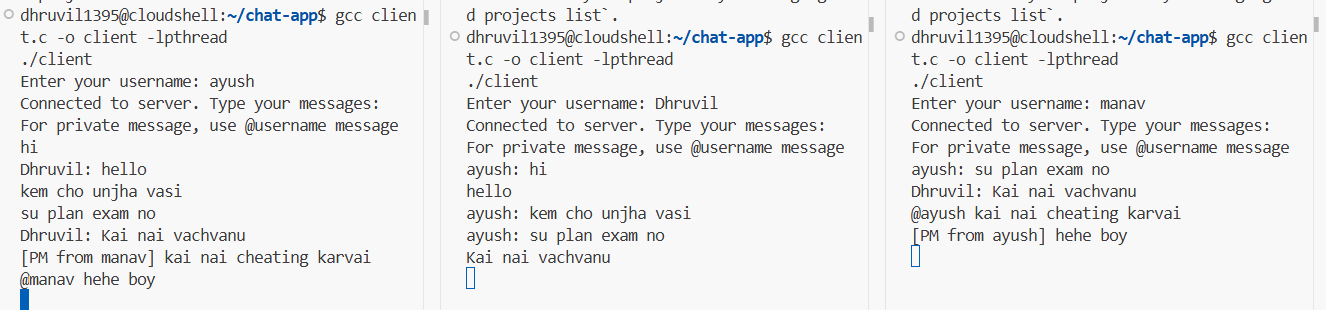 dhruvil1395@cloudshell:~/chat-app$ gcc clien
t.c -o client -lpthread
./client
Enter your username: ayush
Connected to server. Type your messages:
For private message, use @username message
hi
Dhruvil: hello
kem cho unjha vasi
su plan exam no
Dhruvil: Kai nai vachvanu
[PM from manav] kai nai cheating karvai
@manav hehe boy
d projects list`.
dhruvil1395@cloudshell:~/chat-app$ gcc clien
t.c -o client -lpthread
./client
Enter your username: Dhruvil
Connected to server. Type your messages:
For private message, use @username message
ayush: hi
hello
ayush: kem cho unjha vasi
ayush: su plan exam no
Kai nai vachvanu
d projects list`.
dhruvil1395@cloudshell:~/chat-app$ gcc clien
t.c -o client -lpthread
./client
Enter your username: manav
Connected to server. Type your messages:
For private message, use @username message
ayush: su plan exam no
Dhruvil: Kai nai vachvanu
@ayush kai nai cheating karvai
[PM from ayush] hehe boy